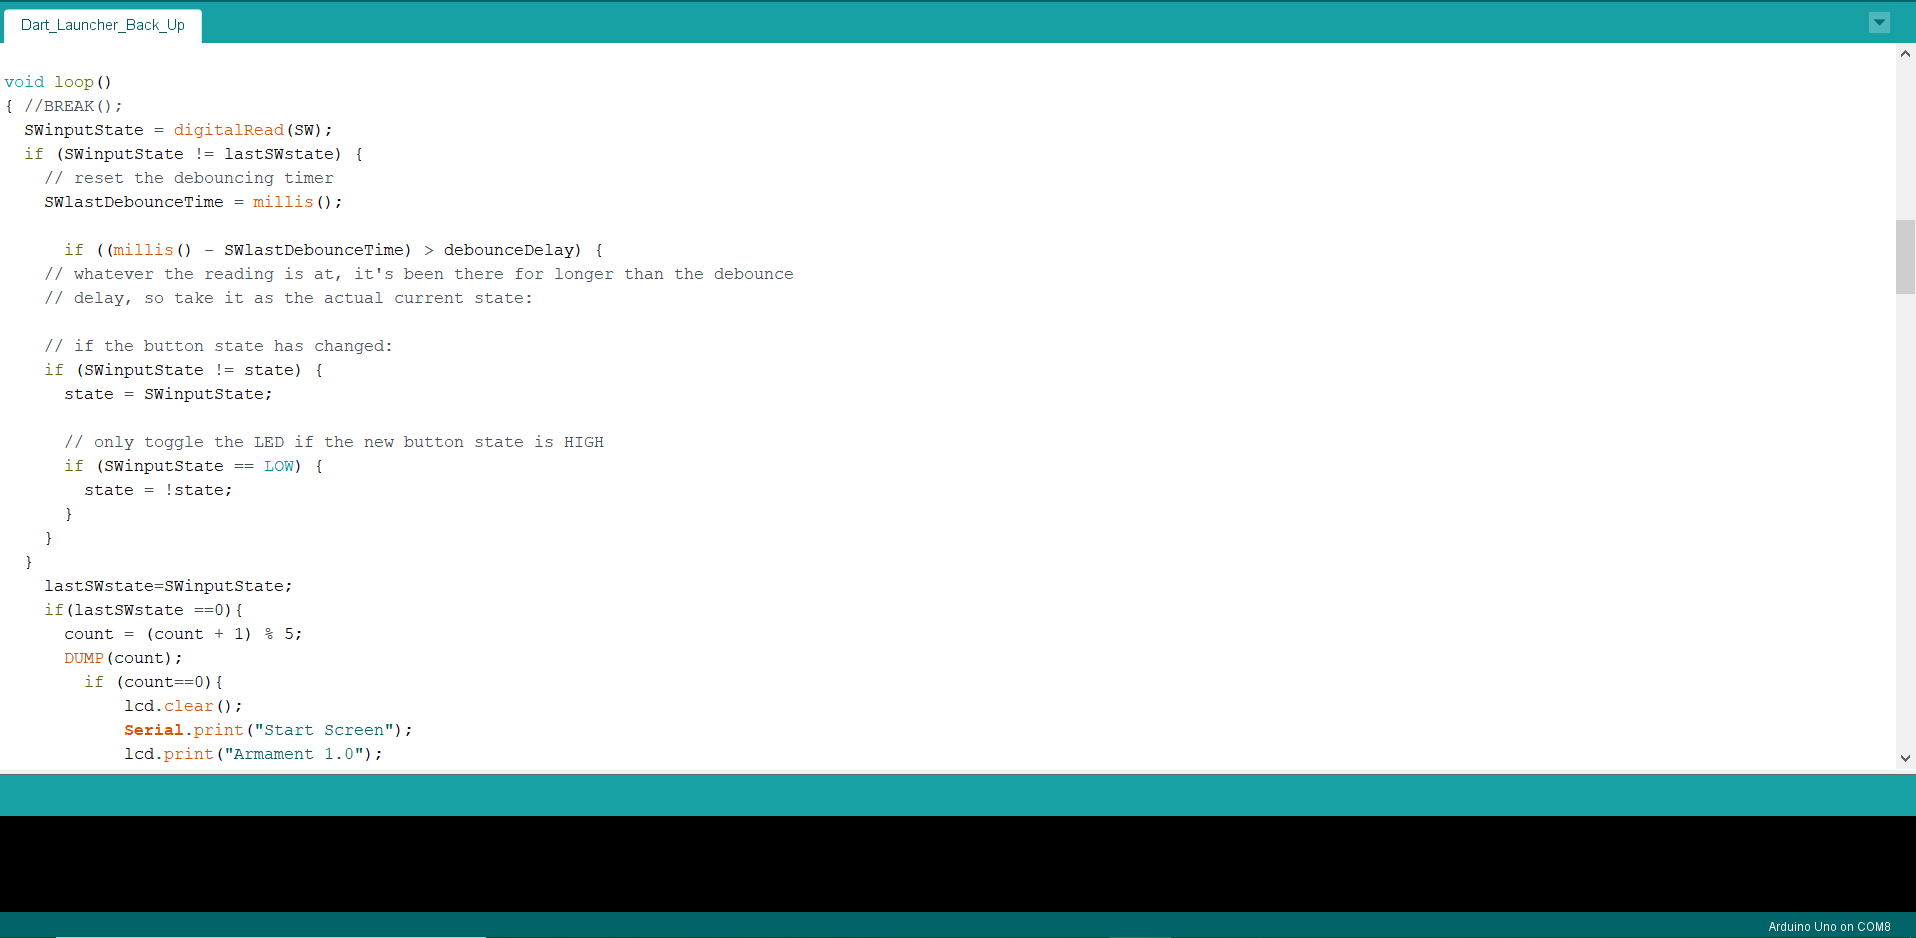 Dart_Launcher_Back_Up
void loop()
{ //BREAK();
  SWinputState = digitalRead(SW);
  if (SWinputState != lastSWstate) {
    // reset the debouncing timer
    SWlastDebounceTime = millis();
      if ((millis() - SWlastDebounceTime) > debounceDelay) {
    // whatever the reading is at, it's been there for longer than the debounce
    // delay, so take it as the actual current state:
    // if the button state has changed:
    if (SWinputState != state) {
      state = SWinputState;
      // only toggle the LED if the new button state is HIGH
      if (SWinputState == LOW) {
        state = !state;
      }
    }
  }
    lastSWstate=SWinputState;
    if(lastSWstate ==0){
      count = (count + 1) % 5;
      DUMP(count);
        if (count==0){
            lcd.clear();
            Serial.print("Start Screen");
            lcd.print("Armament 1.0");
Arduino Uno on COM8